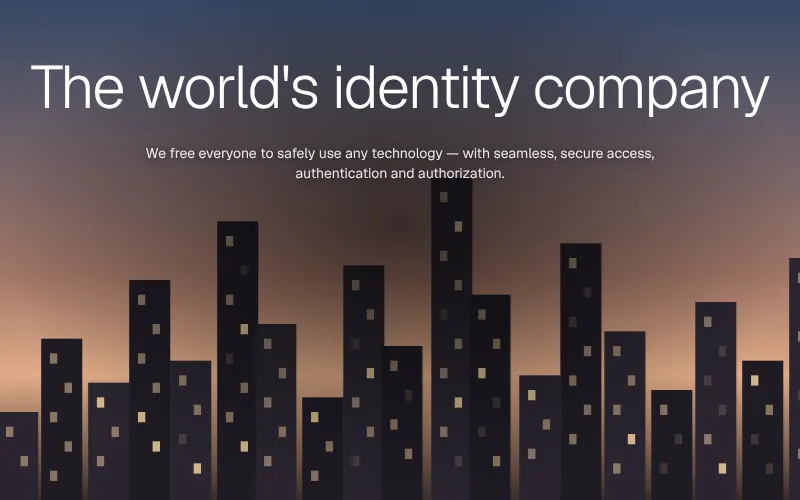 The world's identity company
We free everyone to safely use any technology — with seamless, secure access,
authentication and authorization.